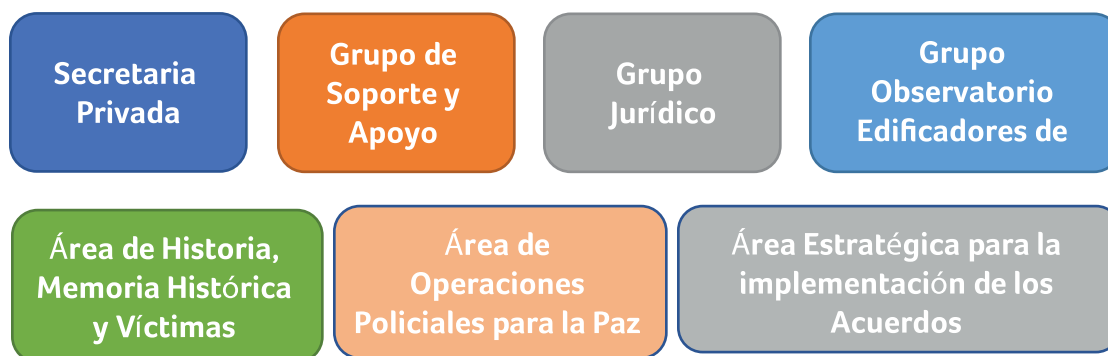 Secretaria
Privada
Grupo de
Soporte y
Apoyo
Grupo
Jurídico
Grupo
Observatorio
Edificadores de
Área de Historia,
Memoria Histórica
y Víctimas
Área de
Operaciones
Policiales para la Paz
Área Estratégica para la
implementación de los
Acuerdos